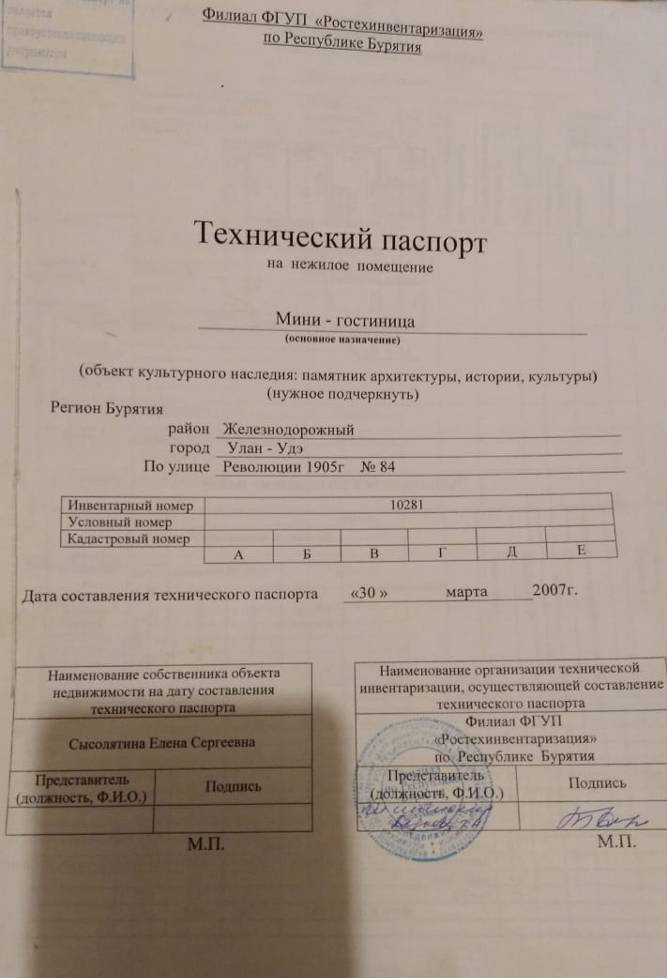 Филиал ФГУП «Ростехинвентаризация»
по Республике Бурятия
Технический паспорт
на нежилое помещение
Мини - гостиница
(основное назначение)
(объект культурного наследия: памятник архитектуры, истории, культуры)
(нужное подчеркнуть)
Регион Бурятия
район Железнодорожный
город Улан - Удэ
По улице Революции 1905г № 84
Инвентарный номер 10281
Условный номер
Кадастровый номер
А Б В Г Д Е
Дата составления технического паспорта «30 » марта 2007г.
Наименование собственника объекта
недвижимости на дату составления
технического паспорта
Сысолятина Елена Сергеевна
Представитель
(должность, Ф.И.О.)
Подпись
М.П.
Наименование организации технической
инвентаризации, осуществляющей составление
технического паспорта
Филиал ФГУП
«Ростехинвентаризация»
по Республике Бурятия
Представитель
(должность, Ф.И.О.)
Подпись
М.П.